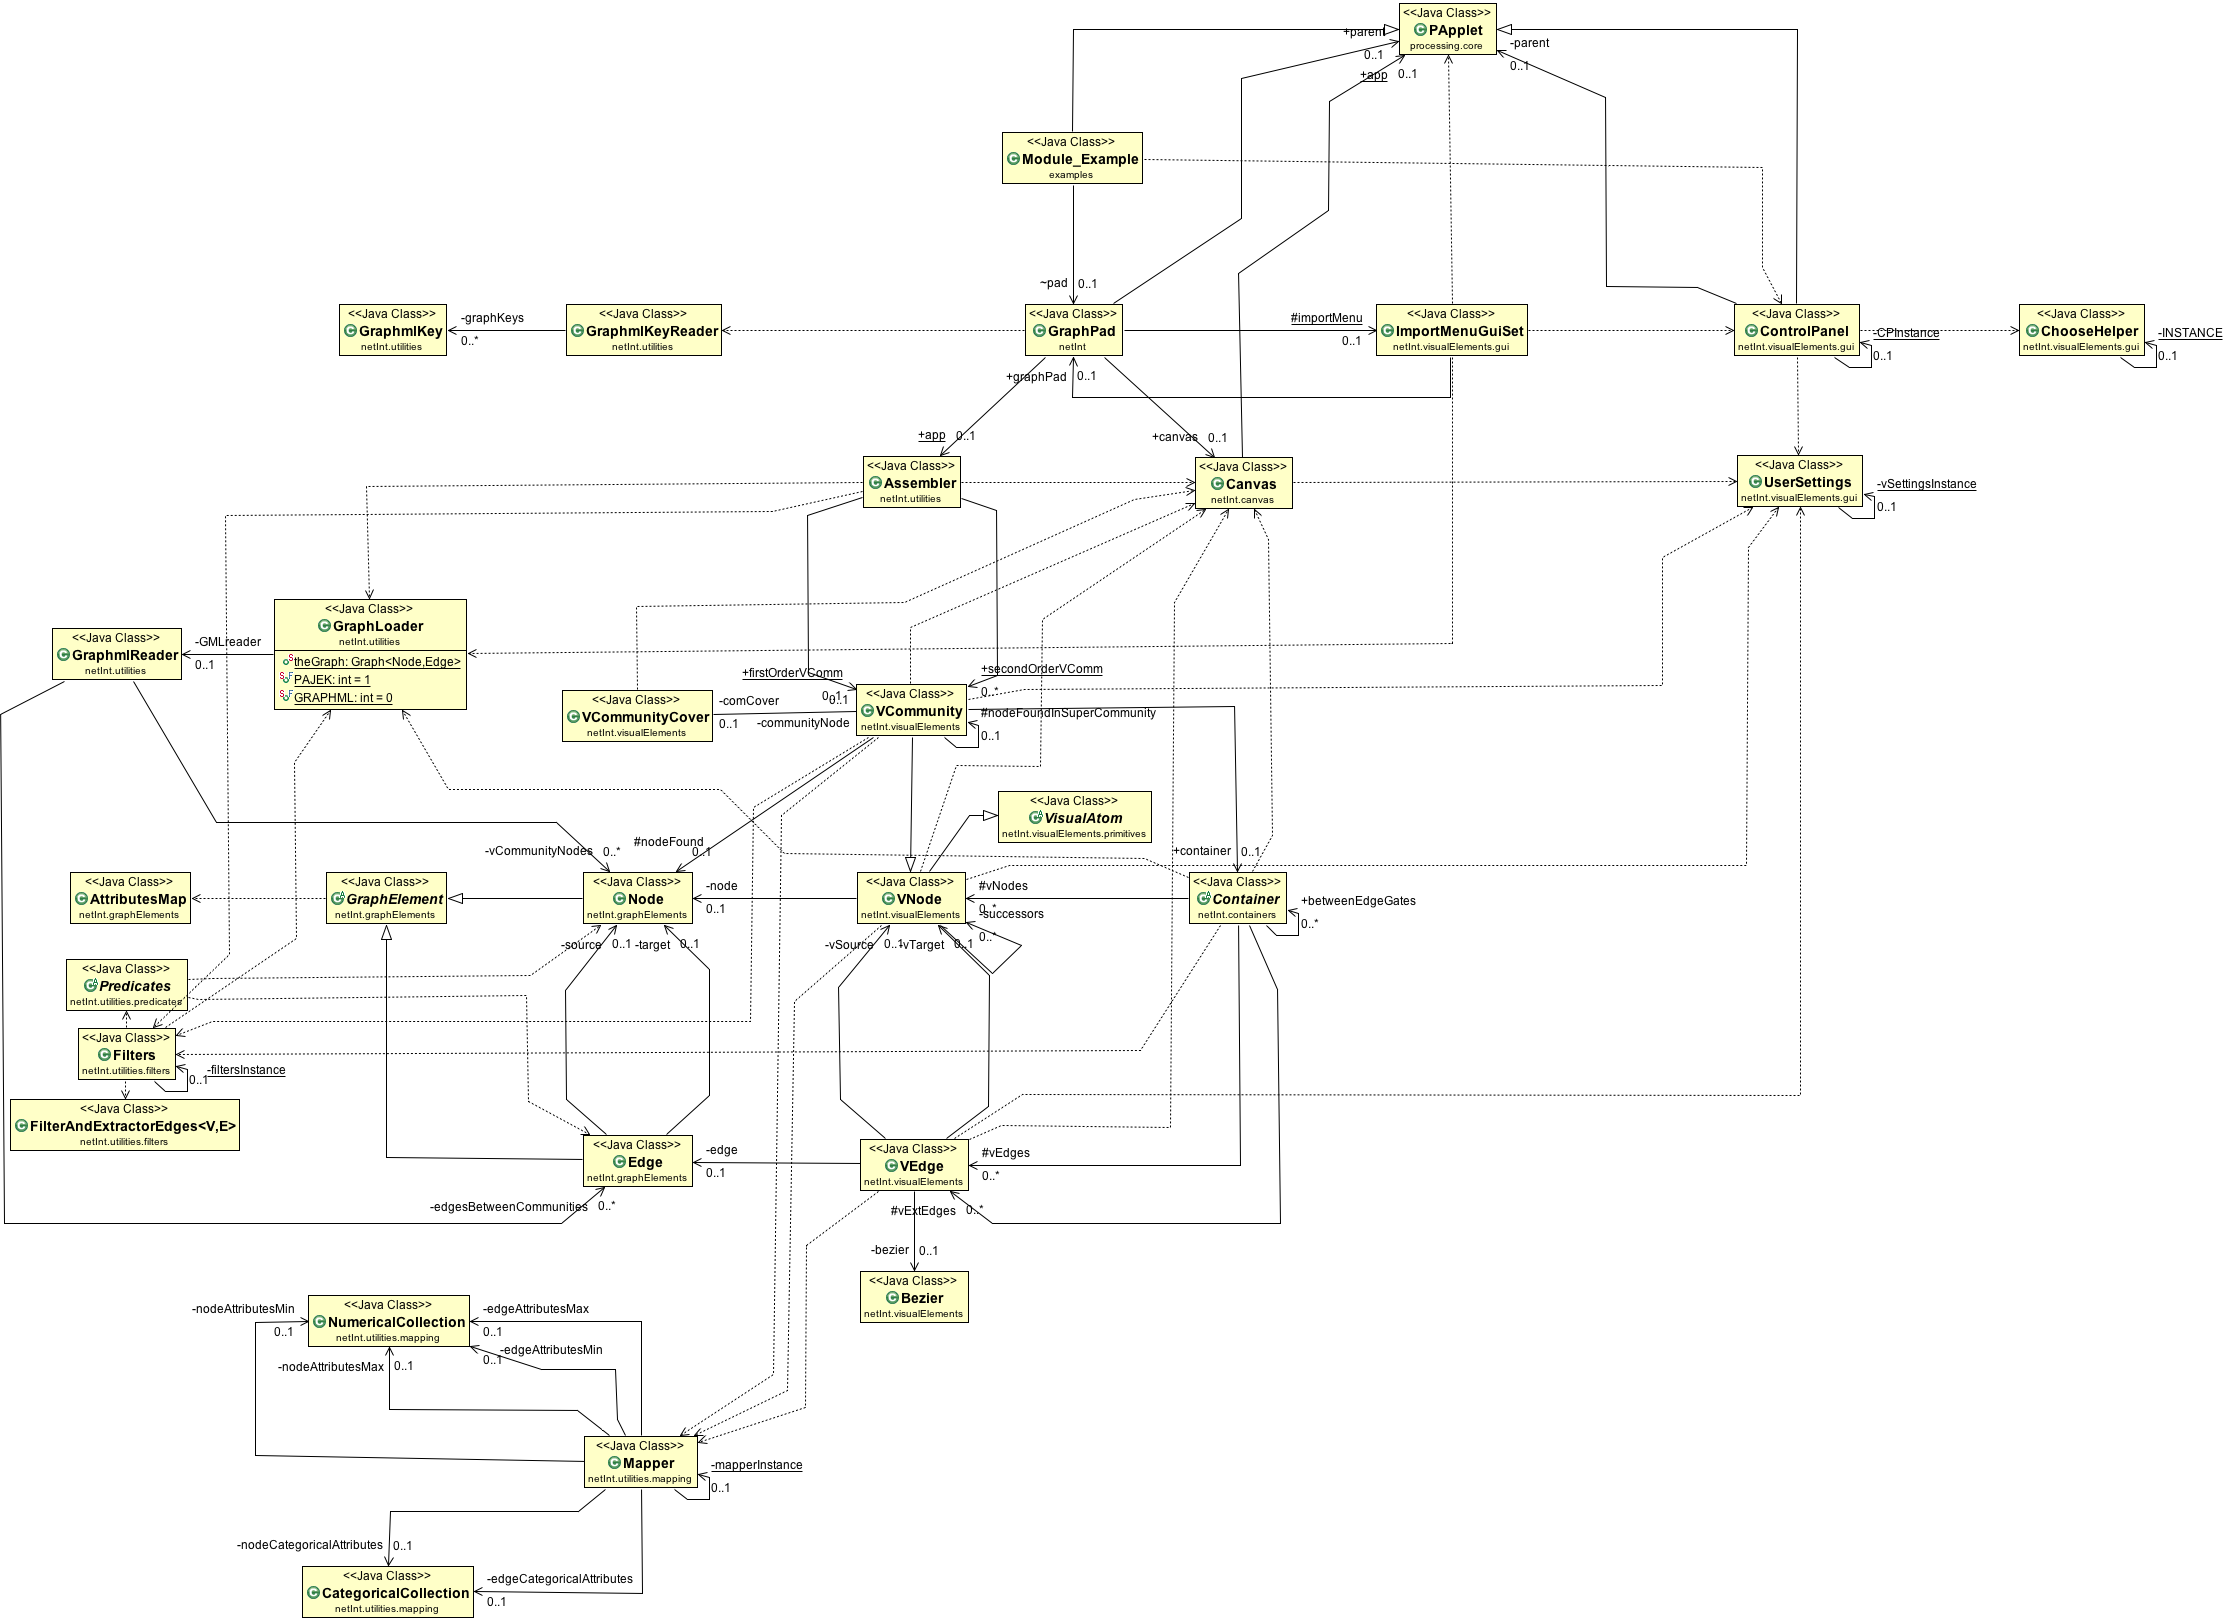 <<Java Class>>
PApplet
processing.core
+parent
0..1
-parent
0..1
+app
0..1
<<Java Class>>
Module_Example
examples
~pad
0..1
<<Java Class>>
GraphmlKey
netInt.utilities
-graphKeys
0..*
<<Java Class>>
GraphmlKeyReader
netInt.utilities
<<Java Class>>
GraphPad
netInt
#importMenu
0..1
<<Java Class>>
ImportMenuGuiSet
netInt.visualElements.gui
<<Java Class>>
ControlPanel
netInt.visualElements.gui
-CPInstance
0..1
<<Java Class>>
ChooseHelper
netInt.visualElements.gui
-INSTANCE
0..1
+graphPad
0..1
+app
0..1
+canvas
0..1
<<Java Class>>
Assembler
netInt.utilities
<<Java Class>>
Canvas
netInt.canvas
<<Java Class>>
UserSettings
netInt.visualElements.gui
-vSettingsInstance
0..1
<<Java Class>>
GraphmlReader
netInt.utilities
-GMLreader
0..1
<<Java Class>>
GraphLoader
netInt.utilities
theGraph: Graph<Node,Edge>
PAJEK: int = 1
GRAPHML: int = 0
<<Java Class>>
VCommunityCover
netInt.visualElements
-comCover
0..1
+firstOrderVComm
0..1
-communityNode
0..1
<<Java Class>>
VCommunity
netInt.visualElements
+secondOrderVComm
0..*
#nodeFoundInSuperCommunity
0..1
<<Java Class>>
VisualAtom
netInt.visualElements.primitives
-vCommunityNodes
0..*
#nodeFound
0..1
+container
0..1
<<Java Class>>
AttributesMap
netInt.graphElements
<<Java Class>>
GraphElement
netInt.graphElements
<<Java Class>>
Node
netInt.graphElements
-node
0..1
<<Java Class>>
VNode
netInt.visualElements
#vNodes
0..*
-successors
0..*
<<Java Class>>
Container
netInt.containers
+betweenEdgeGates
0..*
-source
0..1
-target
0..1
-vSource
0..1
-vTarget
0..1
<<Java Class>>
Predicates
netInt.utilities.predicates
<<Java Class>>
Filters
netInt.utilities.filters
-filtersInstance
0..1
<<Java Class>>
FilterAndExtractorEdges<V,E>
netInt.utilities.filters
<<Java Class>>
Edge
netInt.graphElements
-edge
0..1
<<Java Class>>
VEdge
netInt.visualElements
#vEdges
0..*
-edgesBetweenCommunities
0..*
#vExtEdges
0..*
-bezier
0..1
<<Java Class>>
Bezier
netInt.visualElements
-nodeAttributesMin
0..1
<<Java Class>>
NumericalCollection
netInt.utilities.mapping
-edgeAttributesMax
0..1
-edgeAttributesMin
0..1
-nodeAttributesMax
0..1
<<Java Class>>
Mapper
netInt.utilities.mapping
-mapperInstance
0..1
-nodeCategoricalAttributes
0..1
<<Java Class>>
CategoricalCollection
netInt.utilities.mapping
-edgeCategoricalAttributes
0..1